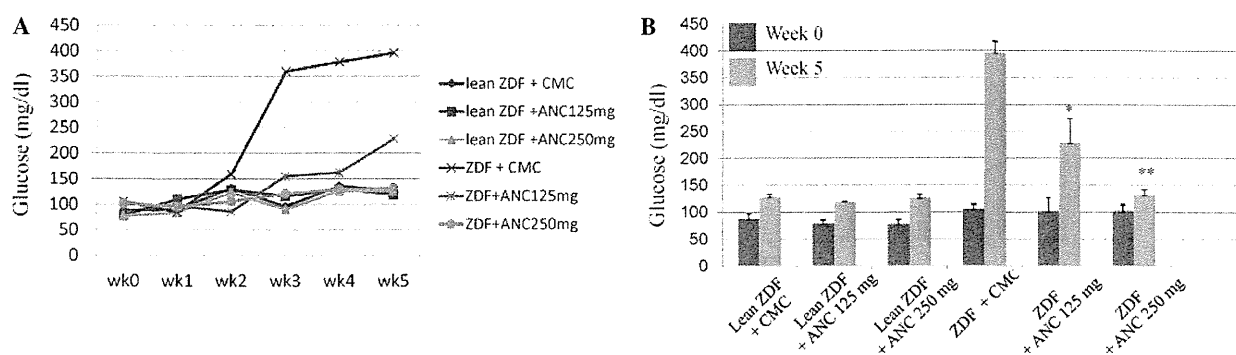 A
Glucose (mg/dl)
450
400
350
300
250
200
150
100
50
0
wk0 wk1 wk2 wk3 wk4 wk5
lean ZDF + CMC
lean ZDF +ANC125mg
lean ZDF +ANC250mg
ZDF + CMC
ZDF+ANC125mg
ZDF+ANC250mg
B
Glucose (mg/dl)
450
400
350
300
250
200
150
100
50
0
Week 0
Week 5
*
**
Lean ZDF
+ CMC
Lean ZDF
+ ANC 125 mg
Lean ZDF
+ ANC 250 mg
ZDF + CMC
ZDF
+ ANC 125 mg
ZDF
+ ANC 250 mg